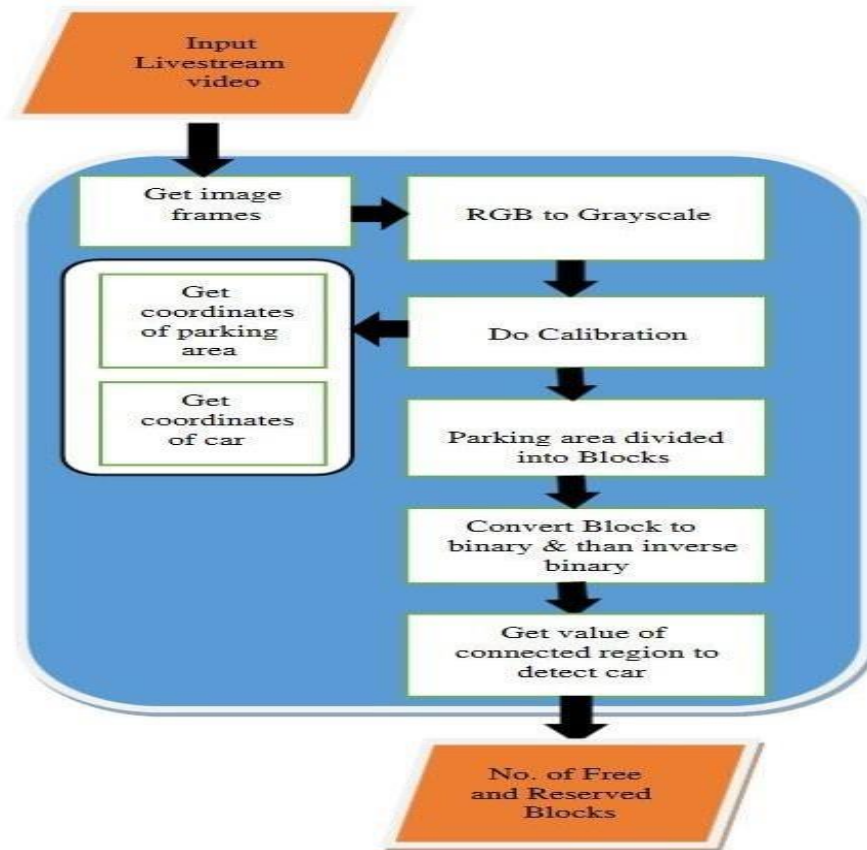 Input
Livestream
video
Get image
frames
RGB to Grayscale
Get
coordinates
of parking
area
Do Calibration
Get
coordinates
of car
Parking area divided
into Blocks
Convert Block to
binary & than inverse
binary
Get value of
connected region to
detect car
No. of Free
and Reserved
Blocks